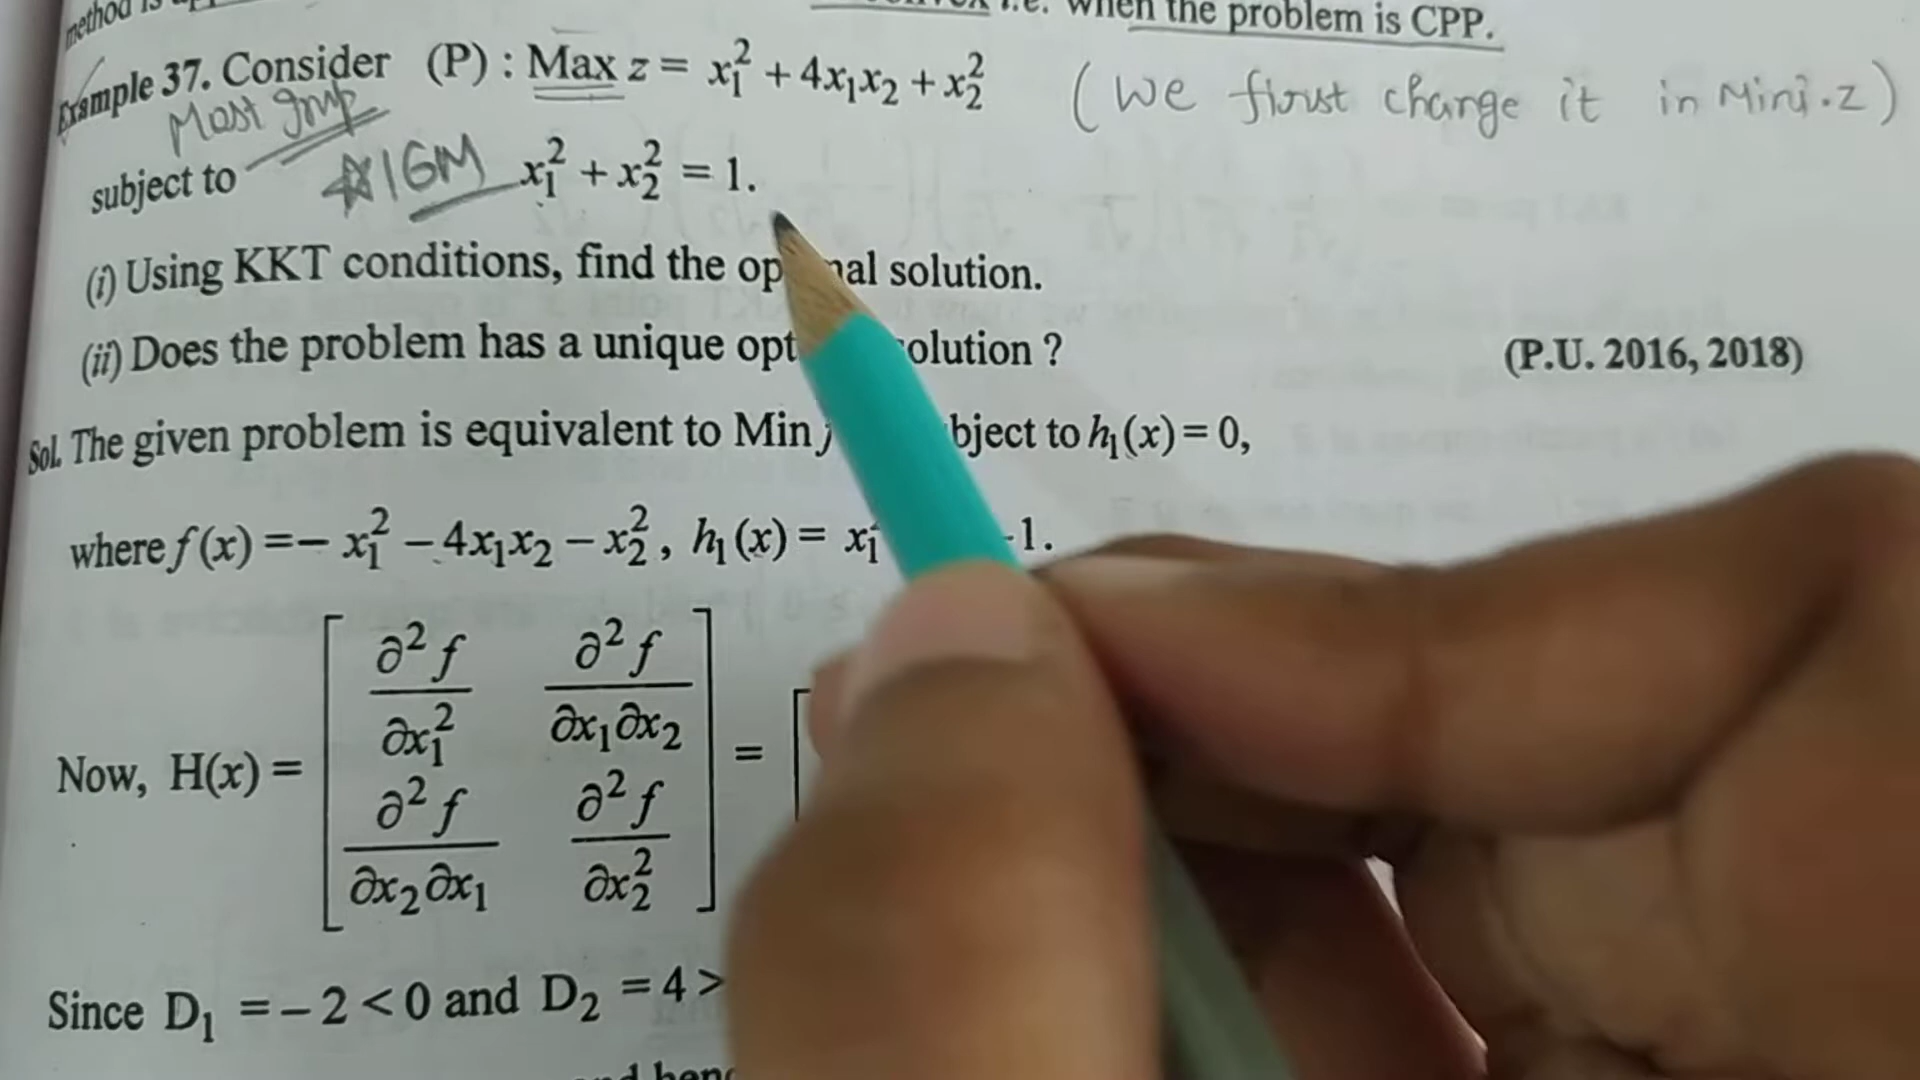 method is
i.e. when the problem is CPP.
Example 37. Consider (P) : Max z = x₁² + 4x₁x₂ + x₂² (We first change it in Mini.z)
Most Imp
subject to IGM x₁² + x₂² = 1.
(i) Using KKT conditions, find the op nal solution.
(ii) Does the problem has a unique opt olution ?
(P.U. 2016, 2018)
Sol. The given problem is equivalent to Min bject to h₁(x) = 0,
where f(x) = – x₁² – 4x₁x₂ – x₂², h₁(x) = x₁ -1.
Now, H(x) = [ ∂²f/∂x₁² ∂²f/∂x₁∂x₂
∂²f/∂x₂∂x₁ ∂²f/∂x₂² ] = [
Since D₁ = – 2 < 0 and D₂ = 4 >